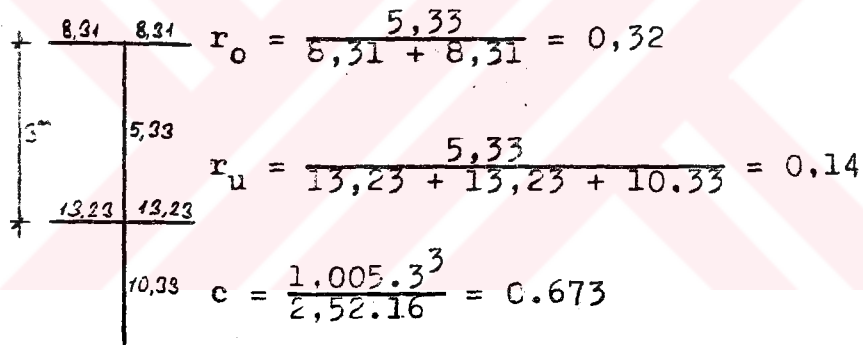 8,31 8,31 r_o = 5,33 / 8,31 + 8,31 = 0,32
3m
5,33
r_u = 5,33 / 13,23 + 13,23 + 10.33 = 0,14
13,23 13,23
10,33 c = 1,005.3³ / 2,52.16 = 0.673